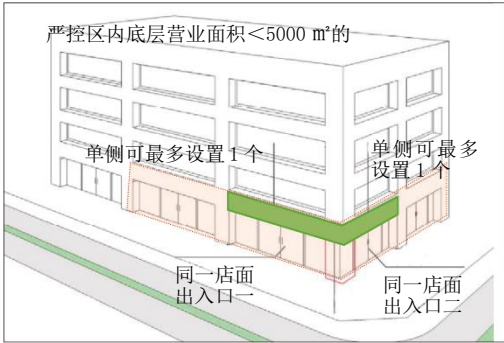 严控区内底层营业面积＜5000 ㎡的
单侧可最多设置 1 个
单侧可最多
设置 1 个
同一店面
出入口一
同一店面
出入口二